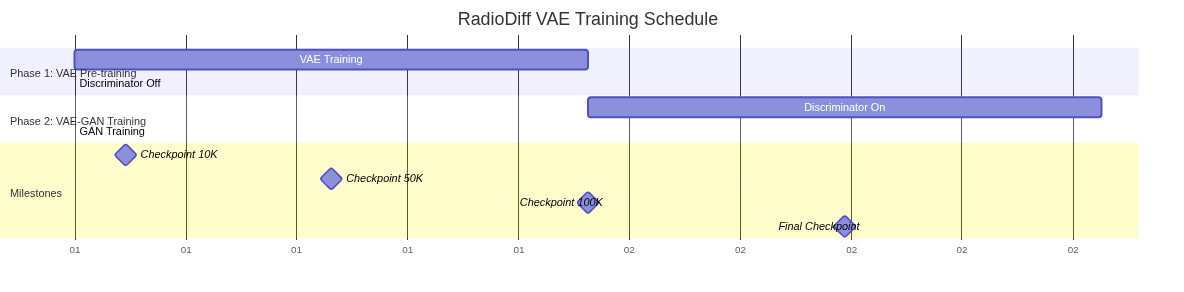 RadioDiff VAE Training Schedule
VAE Training
Phase 1: VAE Pre-training
Discriminator Off
Discriminator On
Phase 2: VAE-GAN Training
GAN Training
Checkpoint 10K
Checkpoint 50K
Milestones
Checkpoint 100K
Final Checkpoint
01 01 01 01 01 02 02 02 02 02